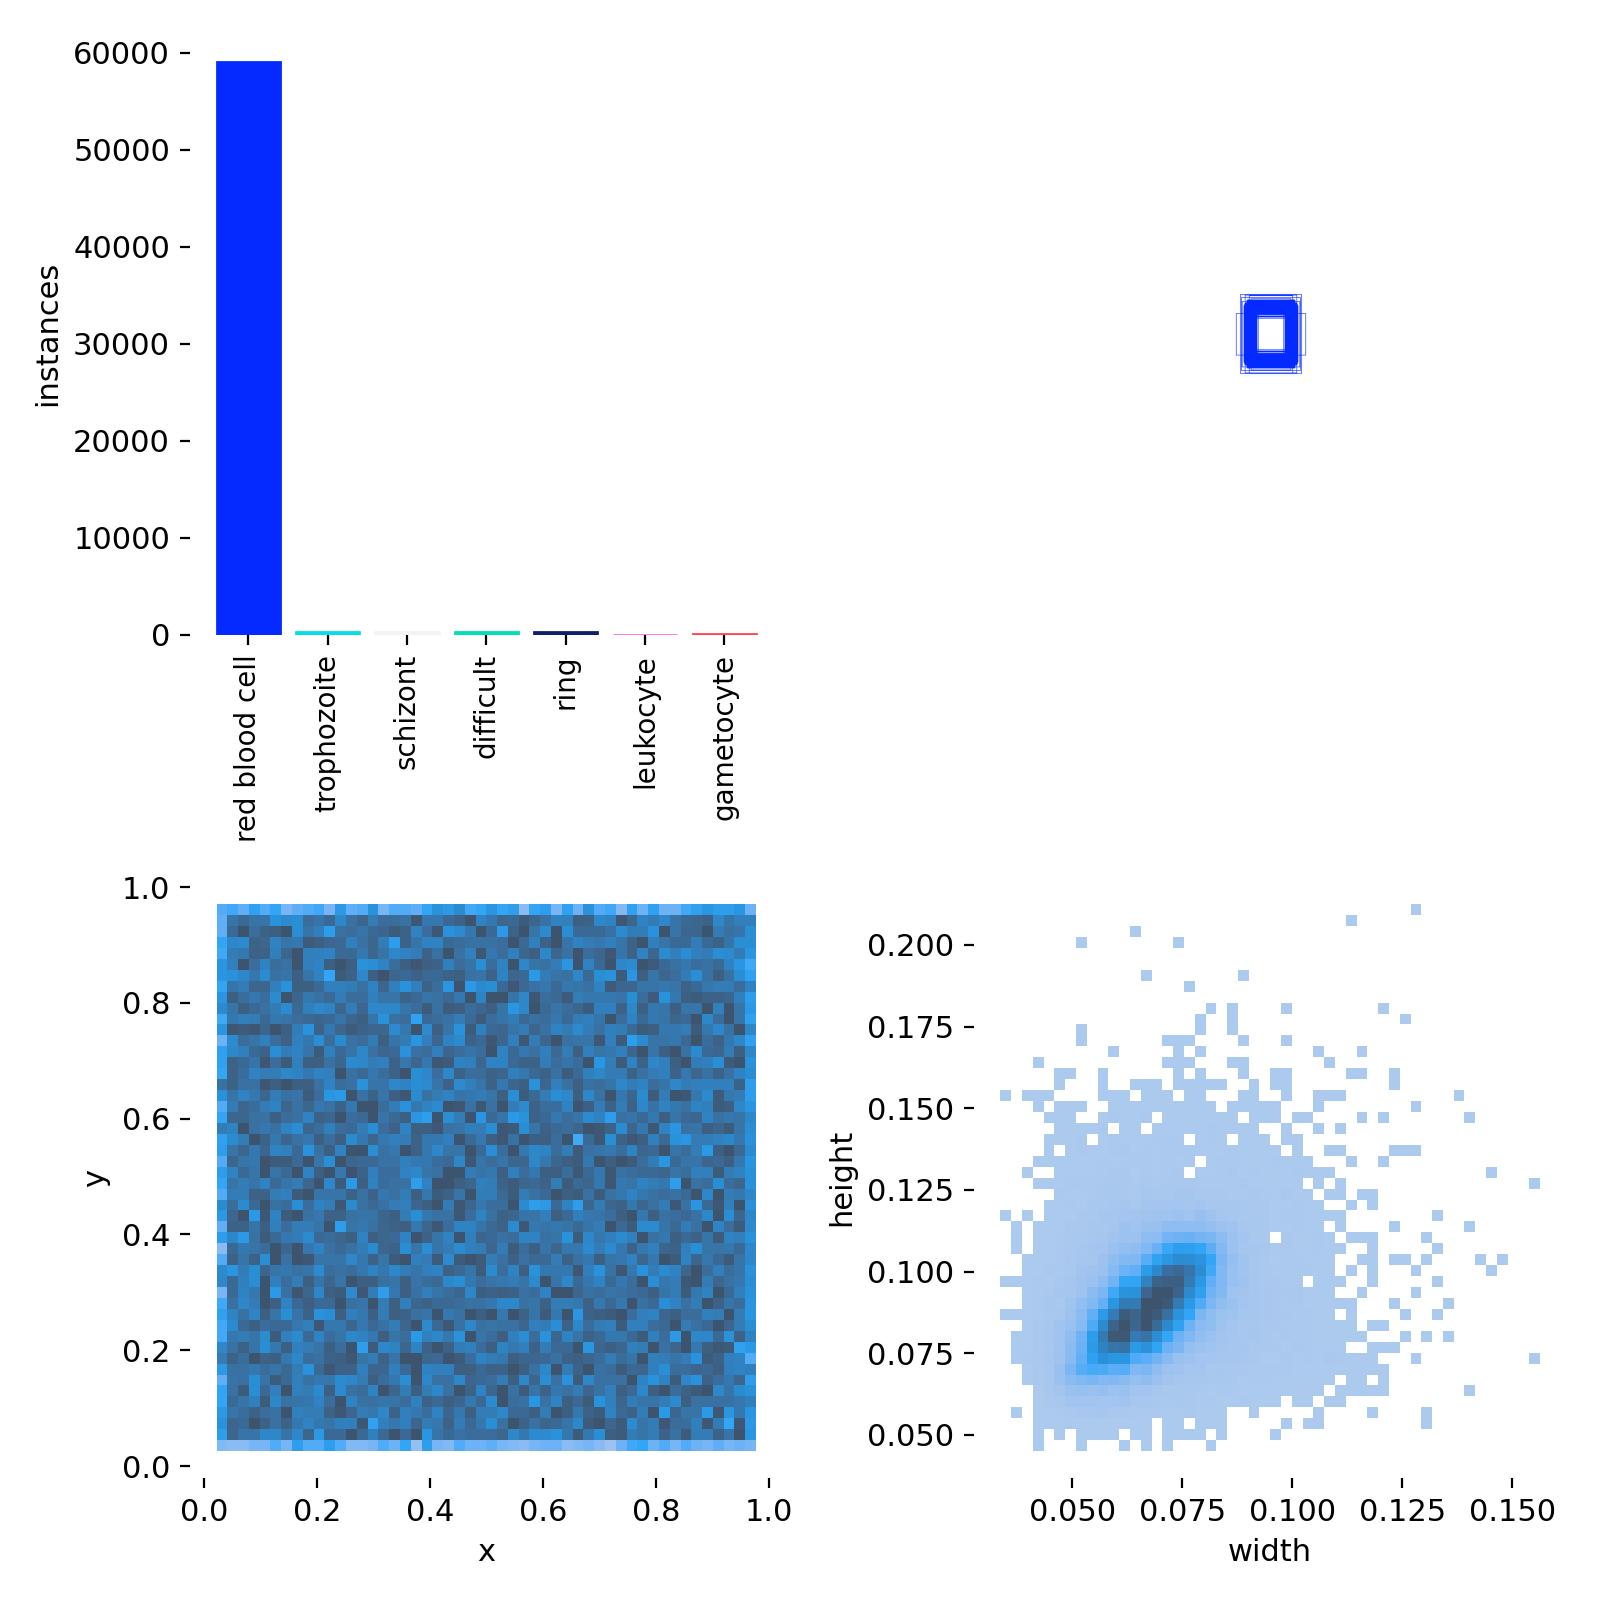 60000
50000
40000
30000
20000
10000
0
instances
red blood cell
trophozoite
schizont
difficult
ring
leukocyte
gametocyte
1.0
0.8
0.6
0.4
0.2
0.0
y
0.0 0.2 0.4 0.6 0.8 1.0
x
0.200
0.175
0.150
0.125
0.100
0.075
0.050
height
0.050 0.075 0.100 0.125 0.150
width